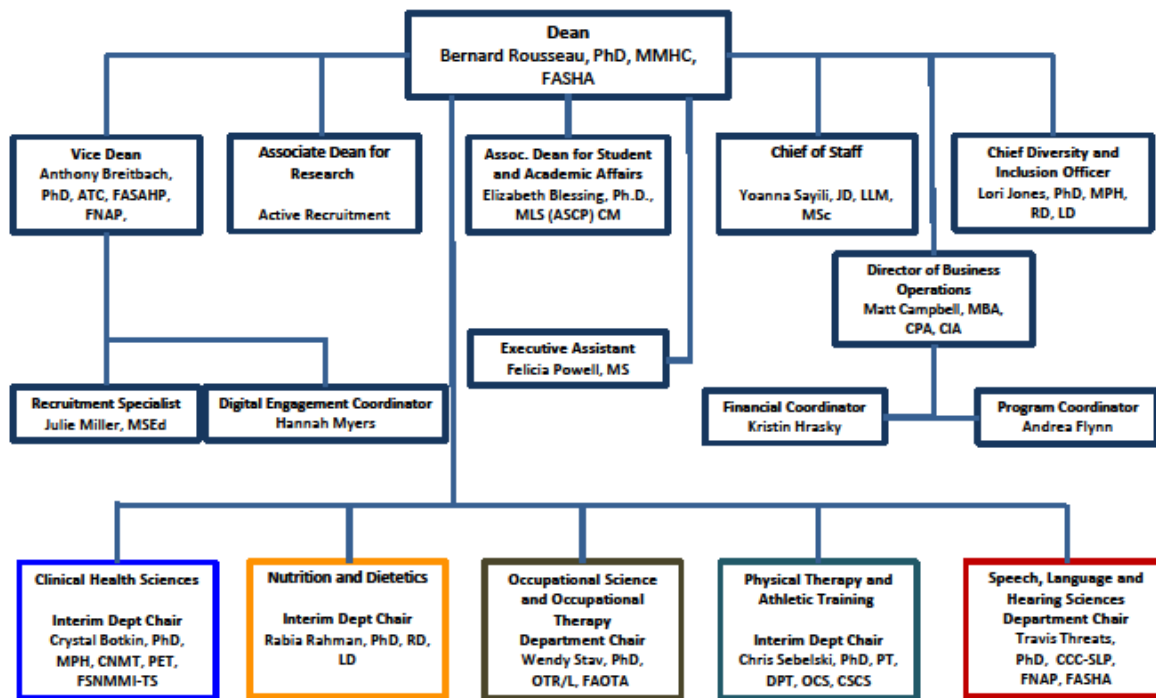 Dean
Bernard Rousseau, PhD, MMHC,
FASHA
Vice Dean
Anthony Breitbach,
PhD, ATC, FASAHP,
FNAP,
Associate Dean for
Research
Active Recruitment
Assoc. Dean for Student
and Academic Affairs
Elizabeth Blessing, Ph.D.,
MLS (ASCP) CM
Chief of Staff
Yoanna Sayili, JD, LLM,
MSc
Chief Diversity and
Inclusion Officer
Lori Jones, PhD, MPH,
RD, LD
Director of Business
Operations
Matt Campbell, MBA,
CPA, CIA
Executive Assistant
Felicia Powell, MS
Recruitment Specialist
Julie Miller, MSEd
Digital Engagement Coordinator
Hannah Myers
Financial Coordinator
Kristin Hrasky
Program Coordinator
Andrea Flynn
Clinical Health Sciences
Interim Dept Chair
Crystal Botkin, PhD,
MPH, CNMT, PET,
FSNMMI-TS
Nutrition and Dietetics
Interim Dept Chair
Rabia Rahman, PhD, RD,
LD
Occupational Science
and Occupational
Therapy
Department Chair
Wendy Stav, PhD,
OTR/L, FAOTA
Physical Therapy and
Athletic Training
Interim Dept Chair
Chris Sebelski, PhD, PT,
DPT, OCS, CSCS
Speech, Language and
Hearing Sciences
Department Chair
Travis Threats,
PhD, CCC-SLP,
FNAP, FASHA